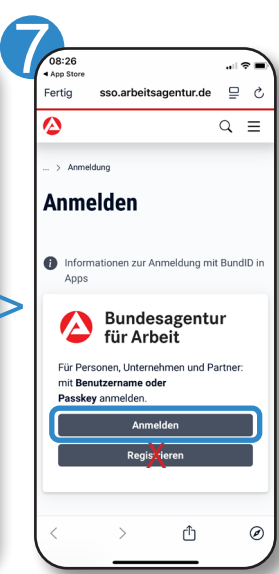 7
08:26
◀ App Store
Fertig sso.arbeitsagentur.de
... > Anmeldung
Anmelden
Informationen zur Anmeldung mit BundID in
Apps
Bundesagentur
für Arbeit
Für Personen, Unternehmen und Partner:
mit Benutzername oder
Passkey anmelden.
Anmelden
Registrieren